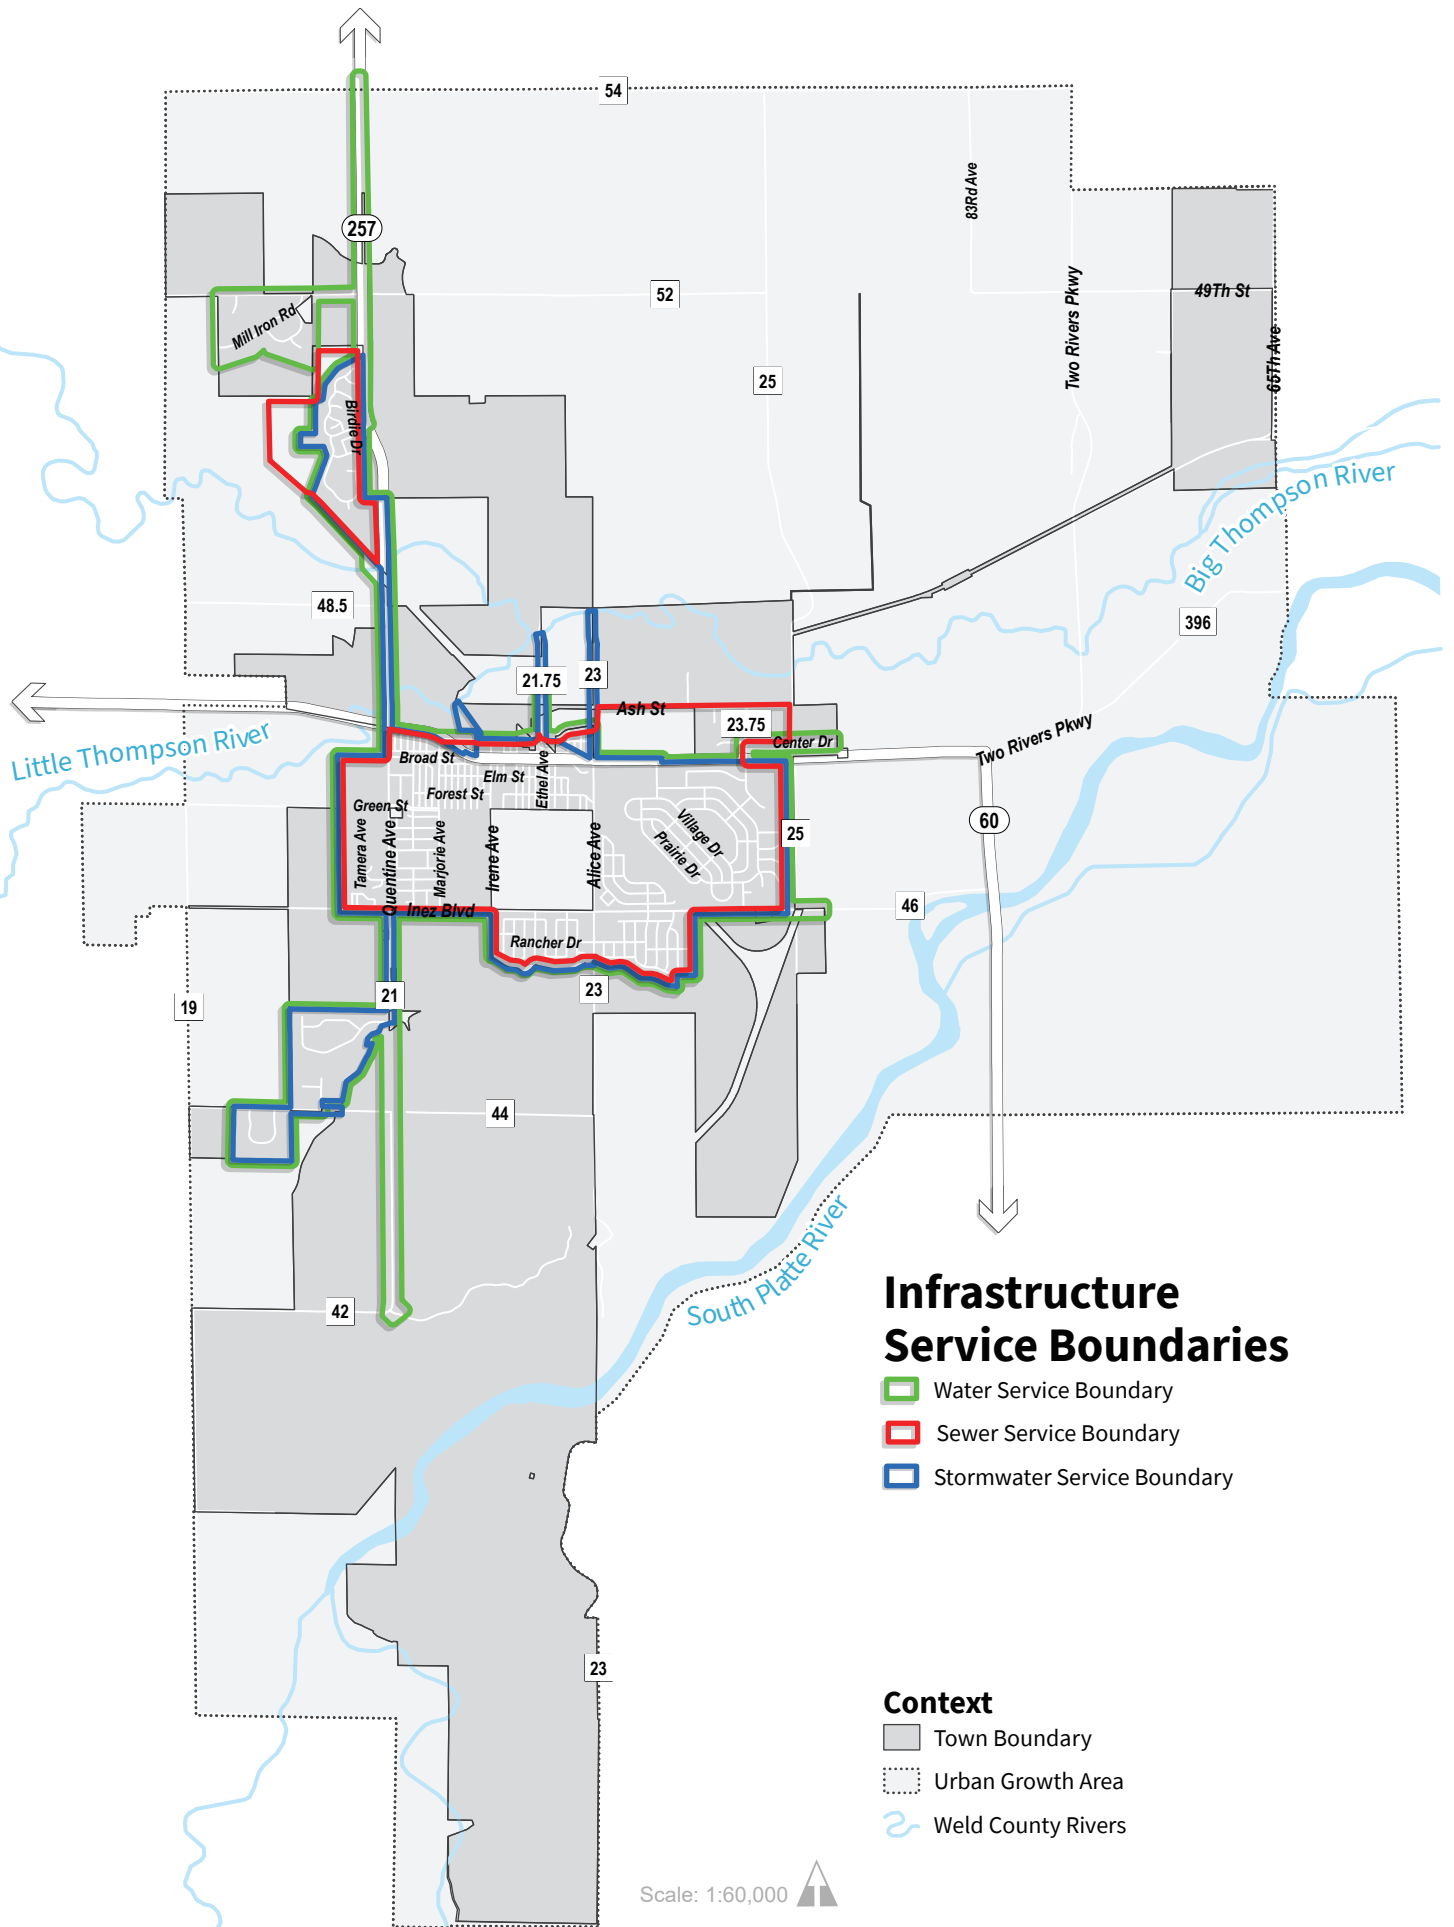 54
83Rd Ave
257
Two Rivers Pkwy
49Th St
52
Mill Iron Rd
65Th Ave
25
Birdie Dr
Big Thompson River
48.5
396
21.75
23
Ash St
23.75
Center Dr
Two Rivers Pkwy
Little Thompson River
Broad St
Elm St
Ethel Ave
Forest St
Green St
60
Village Dr
Prairie Dr
25
Tamera Ave
Quentine Ave
Marjorie Ave
Irene Ave
Alice Ave
46
Inez Blvd
Rancher Dr
21
23
19
44
South Platte River
42
Infrastructure
Service Boundaries
Water Service Boundary
Sewer Service Boundary
Stormwater Service Boundary
23
Context
Town Boundary
Urban Growth Area
Weld County Rivers
Scale: 1:60,000